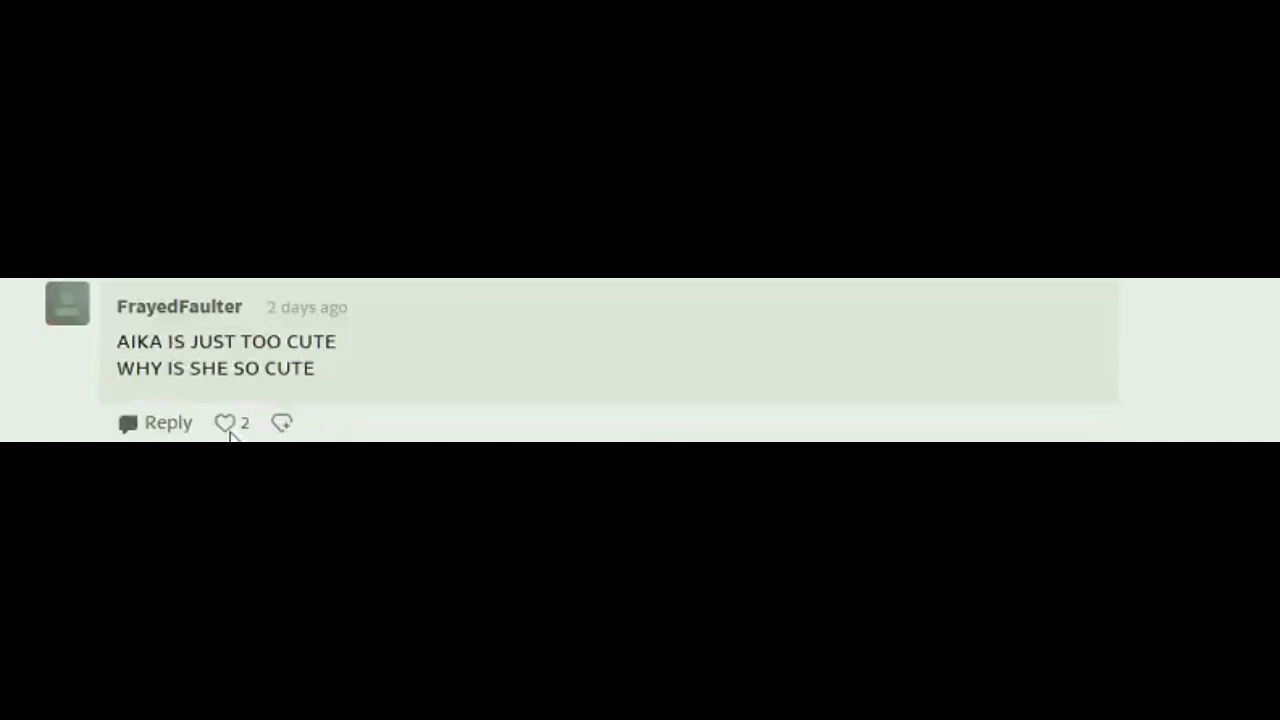 FrayedFaulter 2 days ago
AIKA IS JUST TOO CUTE
WHY IS SHE SO CUTE
Reply 2